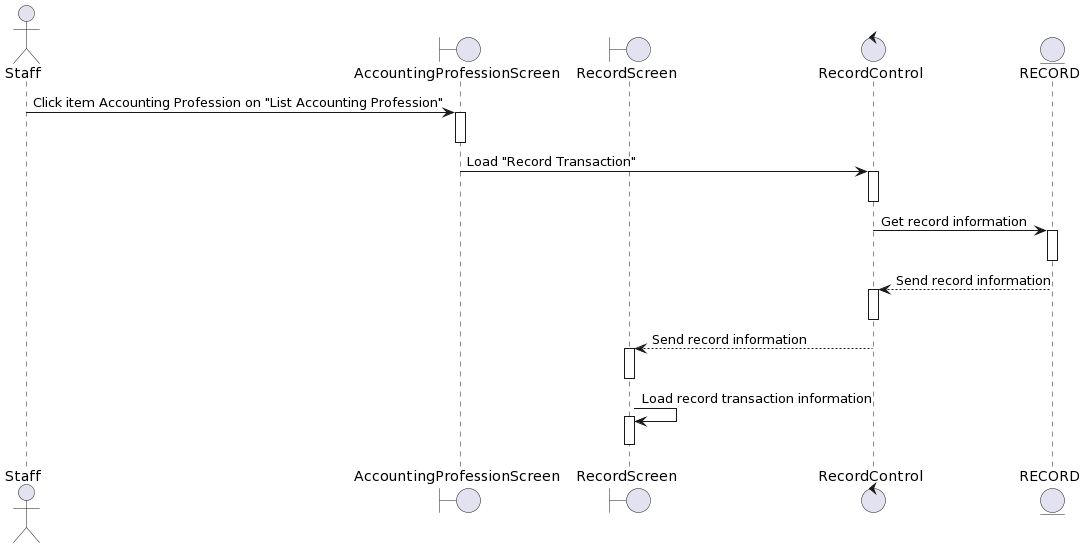 Staff
AccountingProfessionScreen
RecordScreen
RecordControl
RECORD
Click item Accounting Profession on "List Accounting Profession"
Load "Record Transaction"
Get record information
Send record information
Send record information
Load record transaction information
Staff
AccountingProfessionScreen
RecordScreen
RecordControl
RECORD